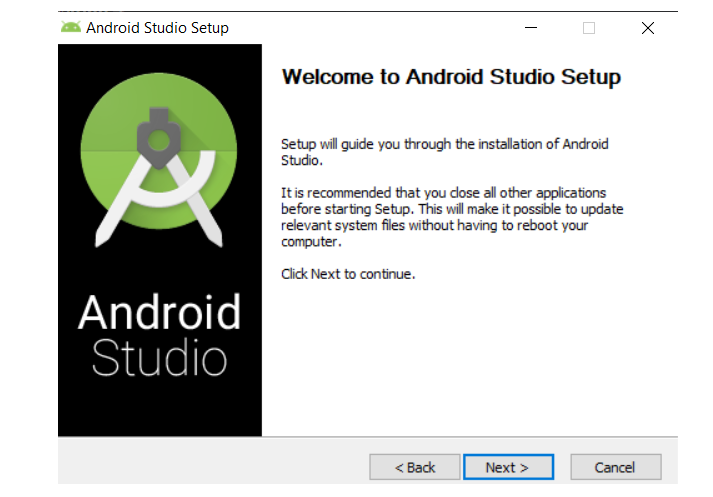 Android Studio Setup
Welcome to Android Studio Setup
Setup will guide you through the installation of Android
Studio.
It is recommended that you close all other applications
before starting Setup. This will make it possible to update
relevant system files without having to reboot your
computer.
Click Next to continue.
Android
Studio
< Back
Next >
Cancel